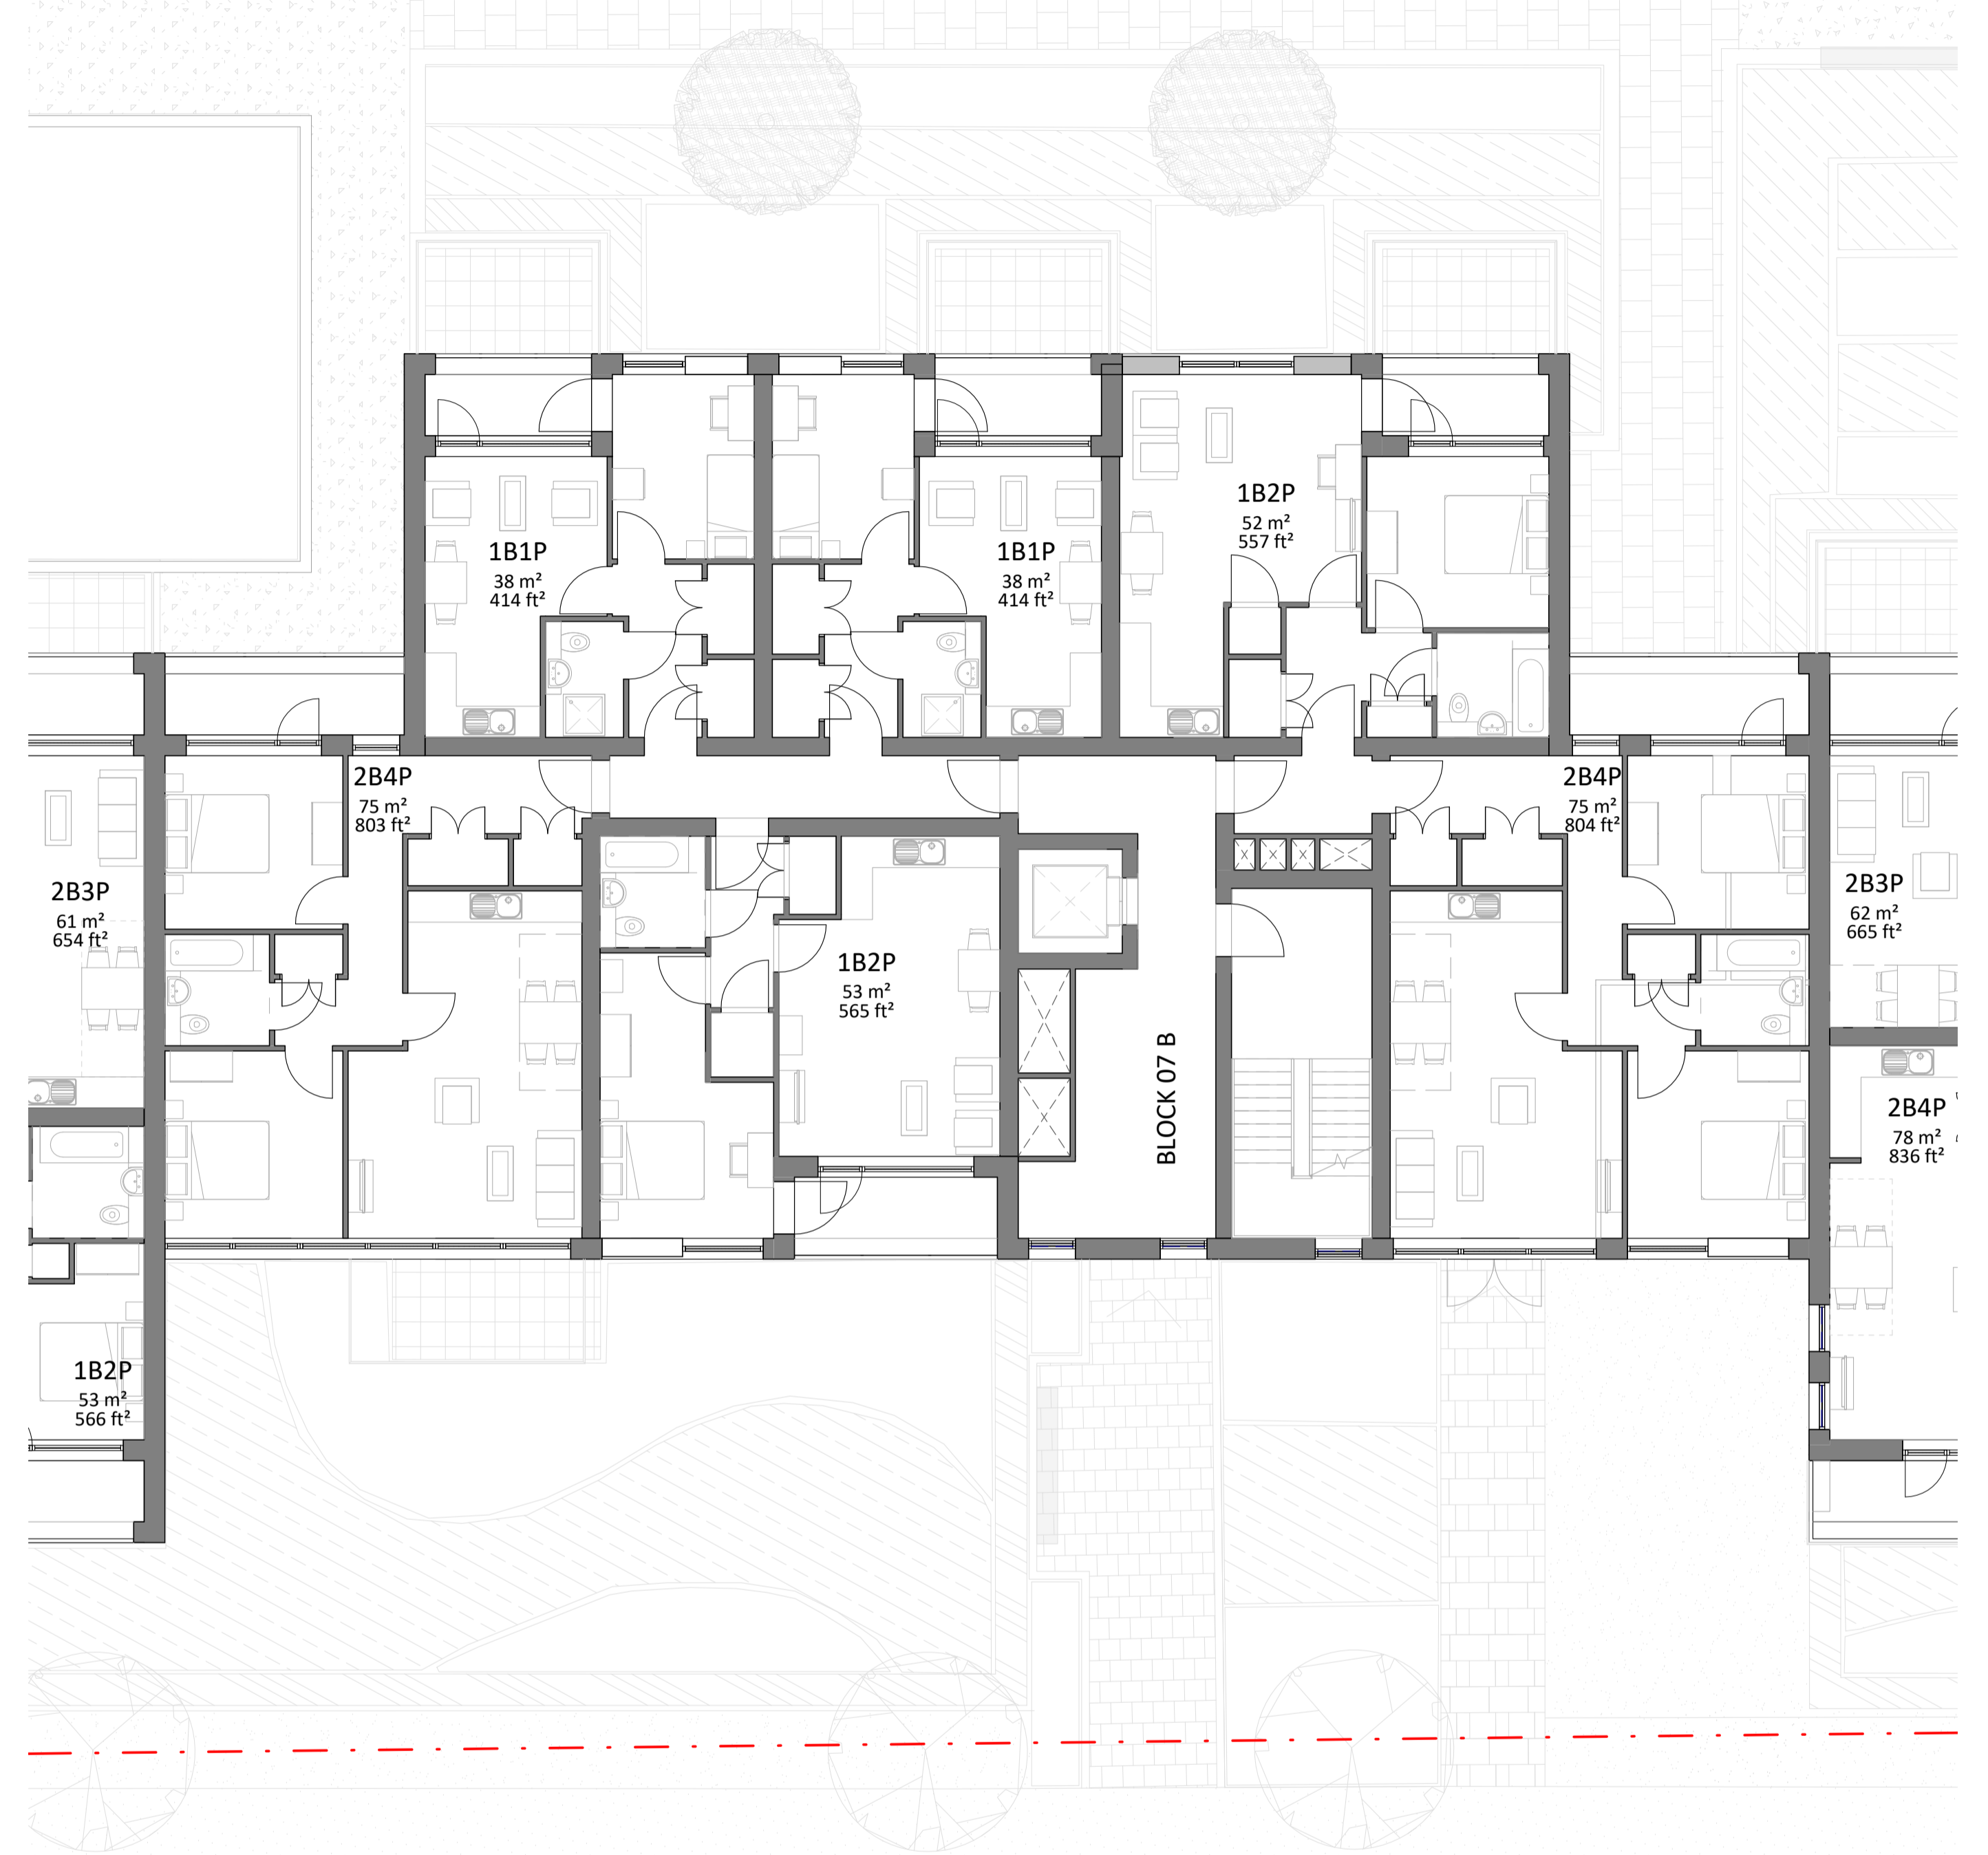 1B1P
38 m²
414 ft²
1B1P
38 m²
414 ft²
1B2P
52 m²
557 ft²
2B4P
75 m²
803 ft²
2B4P
75 m²
804 ft²
2B3P
61 m²
654 ft²
2B3P
62 m²
665 ft²
1B2P
53 m²
565 ft²
BLOCK 07 B
2B4P
78 m²
836 ft²
1B2P
53 m²
566 ft²